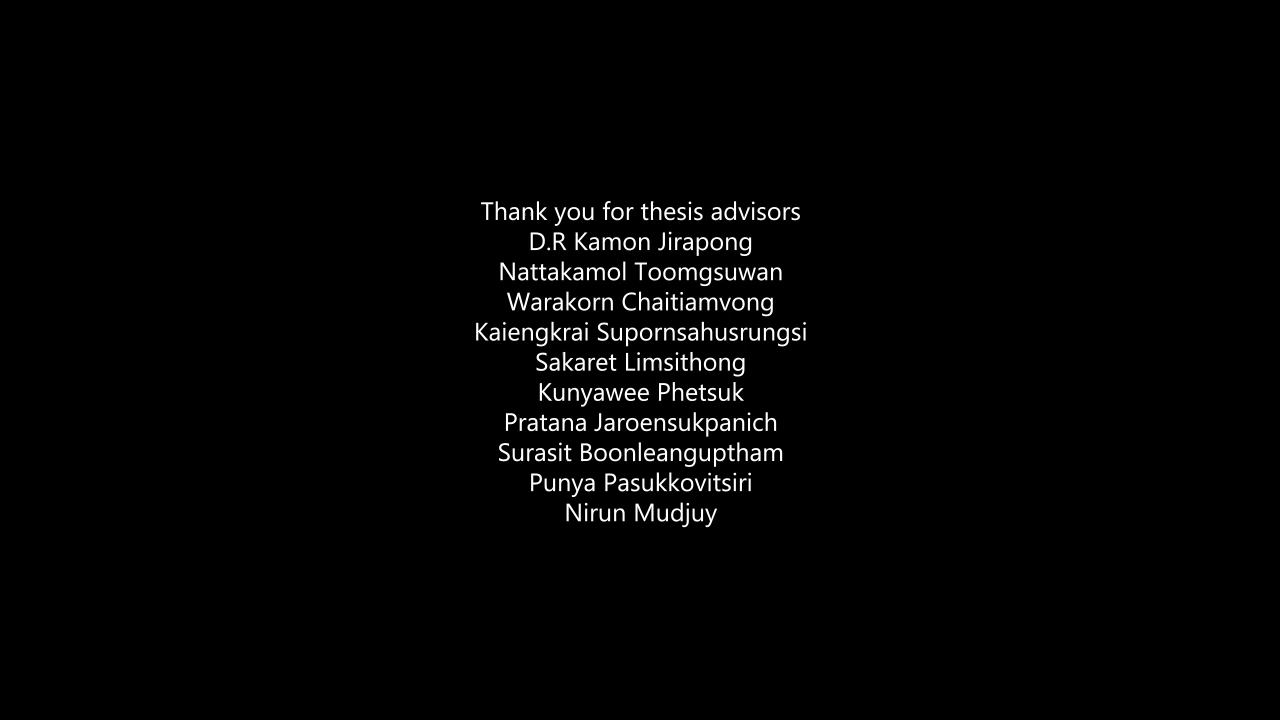 Thank you for thesis advisors
D.R Kamon Jirapong
Nattakamol Toomgsuwan
Warakorn Chaitiamvong
Kaiengkrai Supornsahusrungsi
Sakaret Limsithong
Kunyawee Phetsuk
Pratana Jaroensukpanich
Surasit Boonleanguptham
Punya Pasukkovitsiri
Nirun Mudjuy